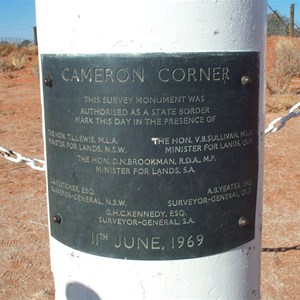 CAMERON CORNER
THIS SURVEY MONUMENT WAS
AUTHORISED AS A STATE BORDER
MARK THIS DAY IN THE PRESENCE OF
THE HON. T.L. LEWIS, M.L.A.
MINISTER FOR LANDS, N.S.W.
THE HON. V.B. SULLIVAN, M.L.A.
MINISTER FOR LANDS, QLD
THE HON. D.N. BROOKMAN, R.D.A., M.P.
MINISTER FOR LANDS, S.A.
ESQ.
SURVEYOR-GENERAL, N.S.W.
A.B. YEATES, ESQ
SURVEYOR-GENERAL, QLD
G.H.C. KENNEDY, ESQ.
SURVEYOR-GENERAL, S.A.
11TH JUNE, 1969